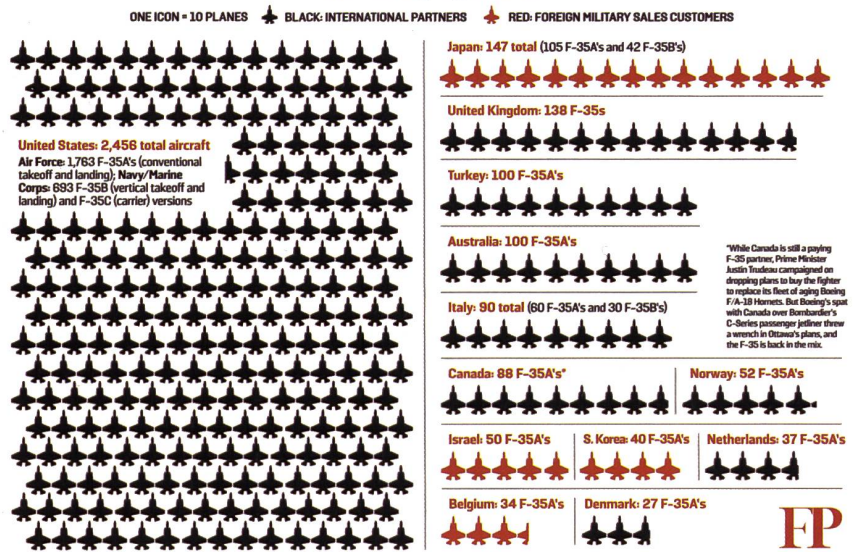 ONE ICON = 10 PLANES BLACK: INTERNATIONAL PARTNERS RED: FOREIGN MILITARY SALES CUSTOMERS
United States: 2,456 total aircraft
Air Force: 1,763 F-35A's (conventional
takeoff and landing); Navy/Marine
Corps: 693 F-35B (vertical takeoff and
landing) and F-35C (carrier) versions
Japan: 147 total (105 F-35A's and 42 F-35B's)
United Kingdom: 138 F-35s
Turkey: 100 F-35A's
Australia: 100 F-35A's
Italy: 90 total (60 F-35A's and 30 F-35B's)
*While Canada is still a paying
F-35 partner, Prime Minister
Justin Trudeau campaigned on
dropping plans to buy the fighter
to replace its fleet of aging Boeing
F/A-18 Hornets. But Boeing's spat
with Canada over Bombardier's
C-Series passenger jetliner threw
a wrench in Ottawa's plans, and
the F-35 is back in the mix.
Canada: 88 F-35A's*
Norway: 52 F-35A's
Israel: 50 F-35A's
S. Korea: 40 F-35A's
Netherlands: 37 F-35A's
Belgium: 34 F-35A's
Denmark: 27 F-35A's
FP